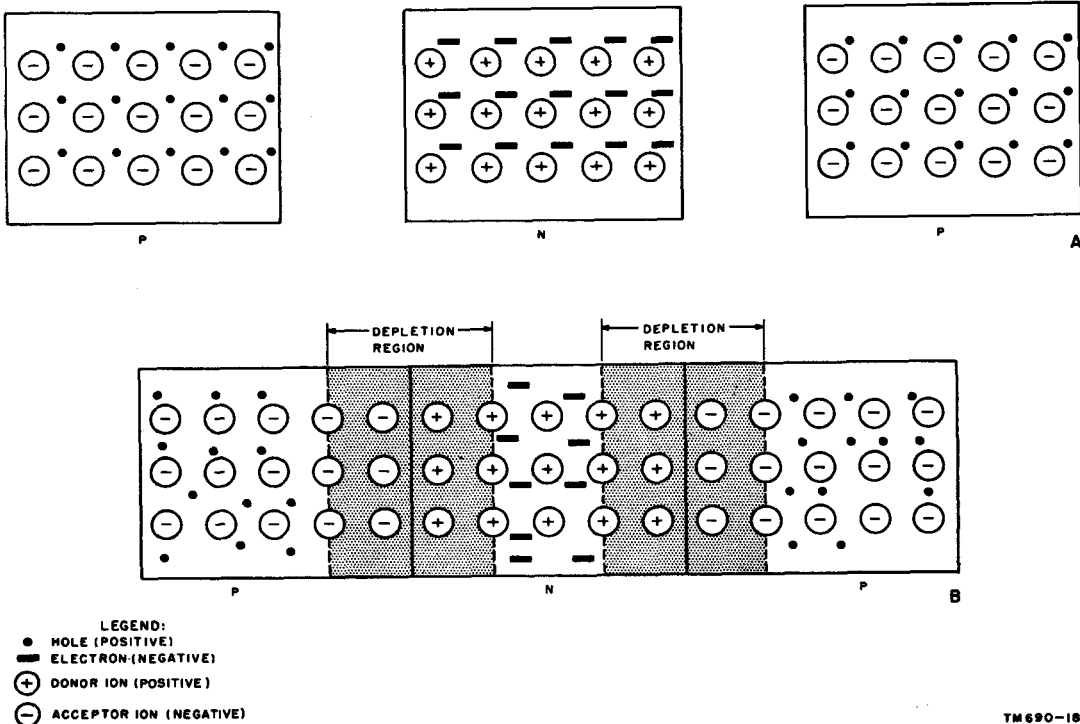 P
N
P
A
DEPLETION
REGION
DEPLETION
REGION
P
N
P
B
LEGEND:
HOLE (POSITIVE)
ELECTRON-(NEGATIVE)
DONOR ION (POSITIVE)
ACCEPTOR ION (NEGATIVE)
TM690-18